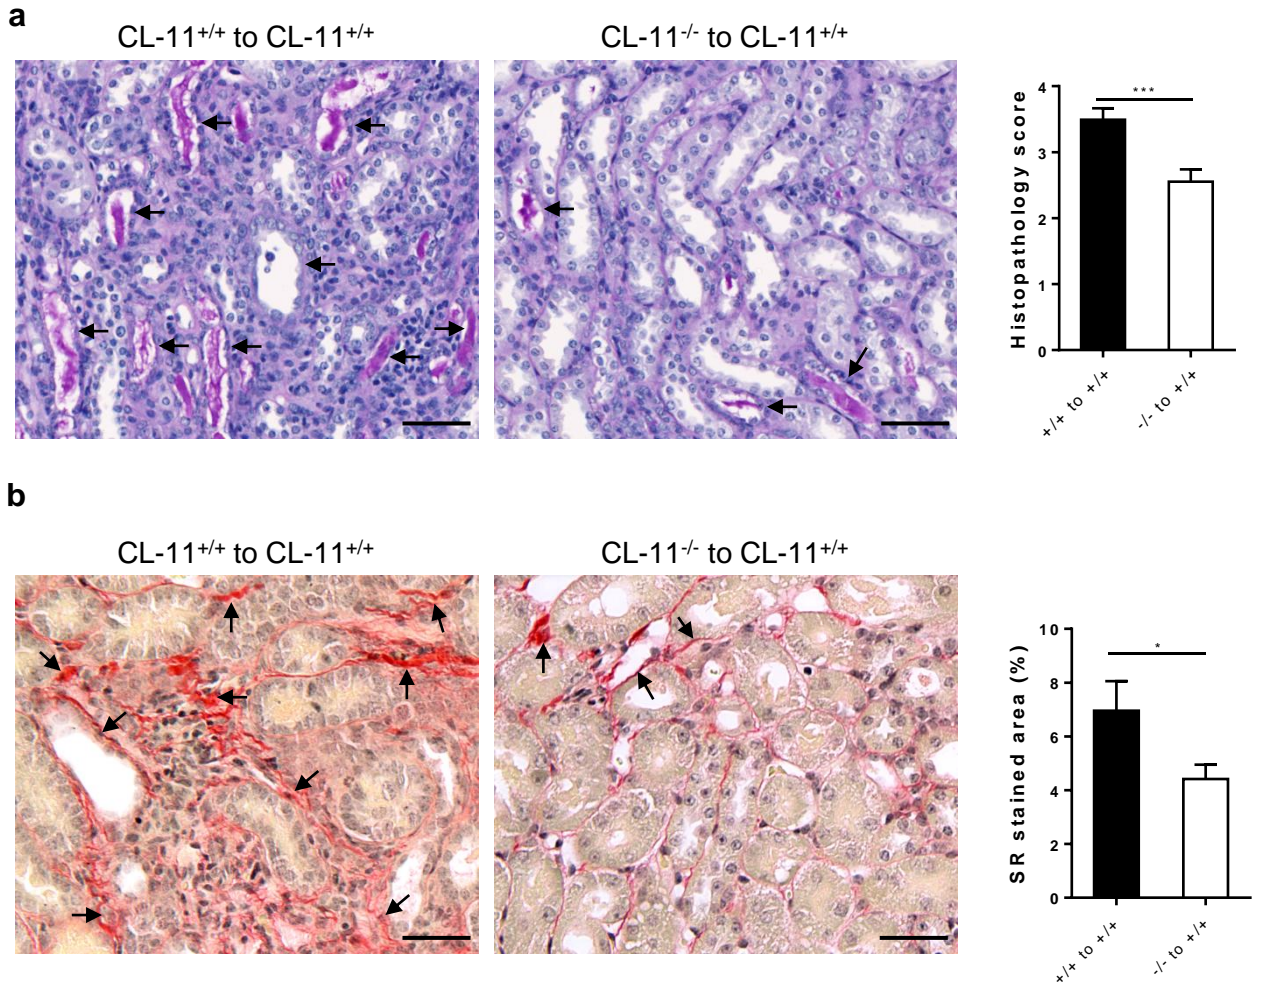 a
CL-11+/+ to CL-11+/+
CL-11-/- to CL-11+/+
Histopathology score
4
3
2
1
0
***
+/+ to +/+
-/- to +/+
b
CL-11+/+ to CL-11+/+
CL-11-/- to CL-11+/+
SR stained area (%)
10
8
6
4
2
0
*
+/+ to +/+
-/- to +/+